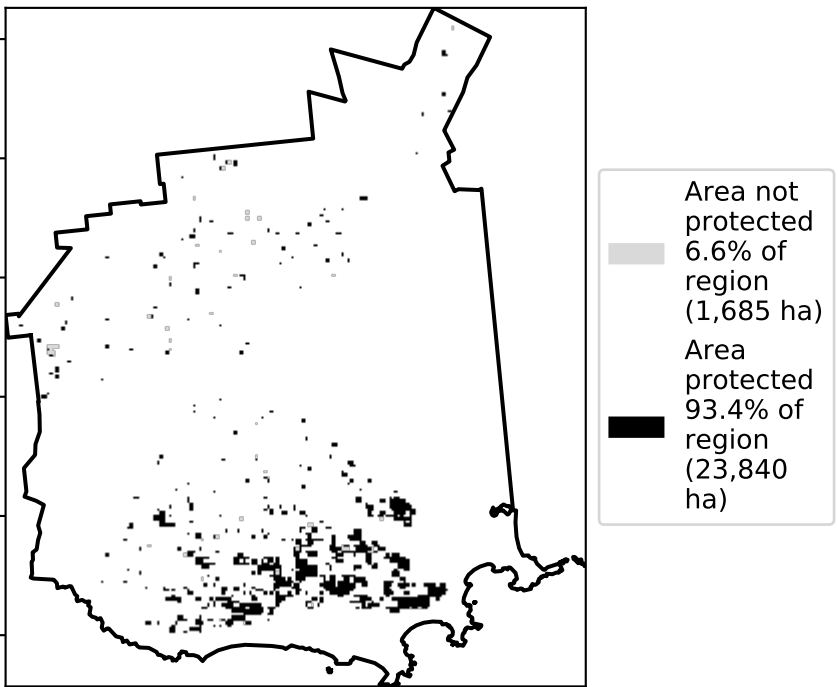 Area not
protected
6.6% of
region
(1,685 ha)
Area
protected
93.4% of
region
(23,840
ha)